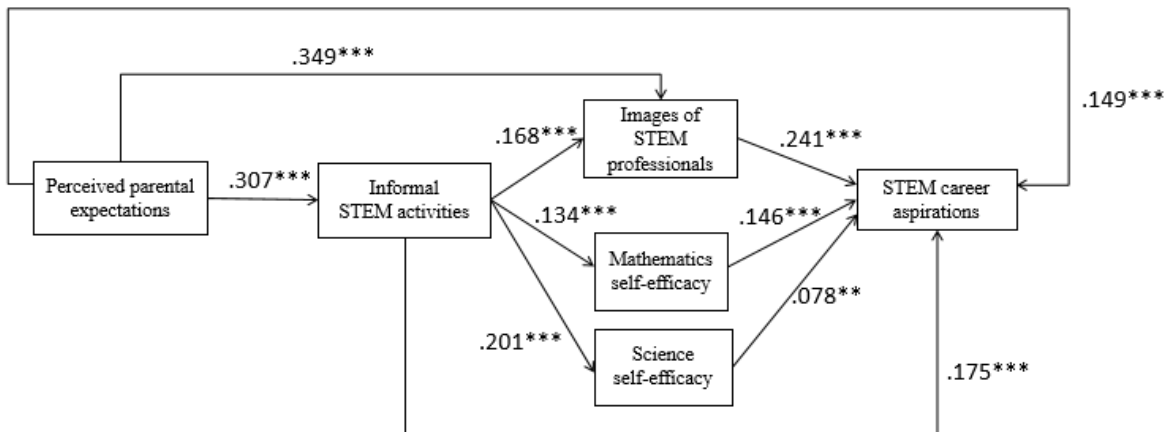 .349***
.149***
Images of
STEM
professionals
.168***
.241***
Perceived parental
expectations
.307***
Informal
STEM activities
STEM career
aspirations
.134***
.146***
Mathematics
self-efficacy
.078**
.201***
Science
self-efficacy
.175***